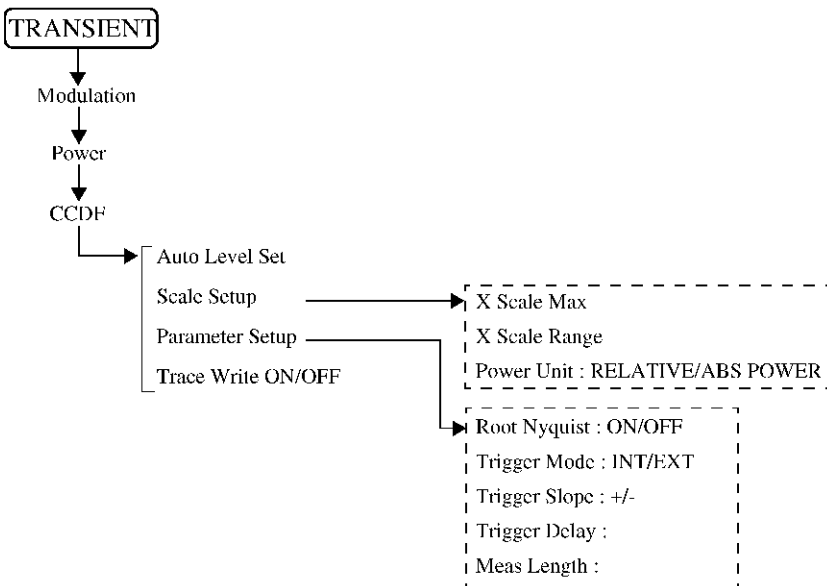 TRANSIENT
Modulation
Power
CCDF
Auto Level Set
Scale Setup
Parameter Setup
Trace Write ON/OFF
X Scale Max
X Scale Range
Power Unit : RELATIVE/ABS POWER
Root Nyquist : ON/OFF
Trigger Mode : INT/EXT
Trigger Slope : +/-
Trigger Delay :
Meas Length :